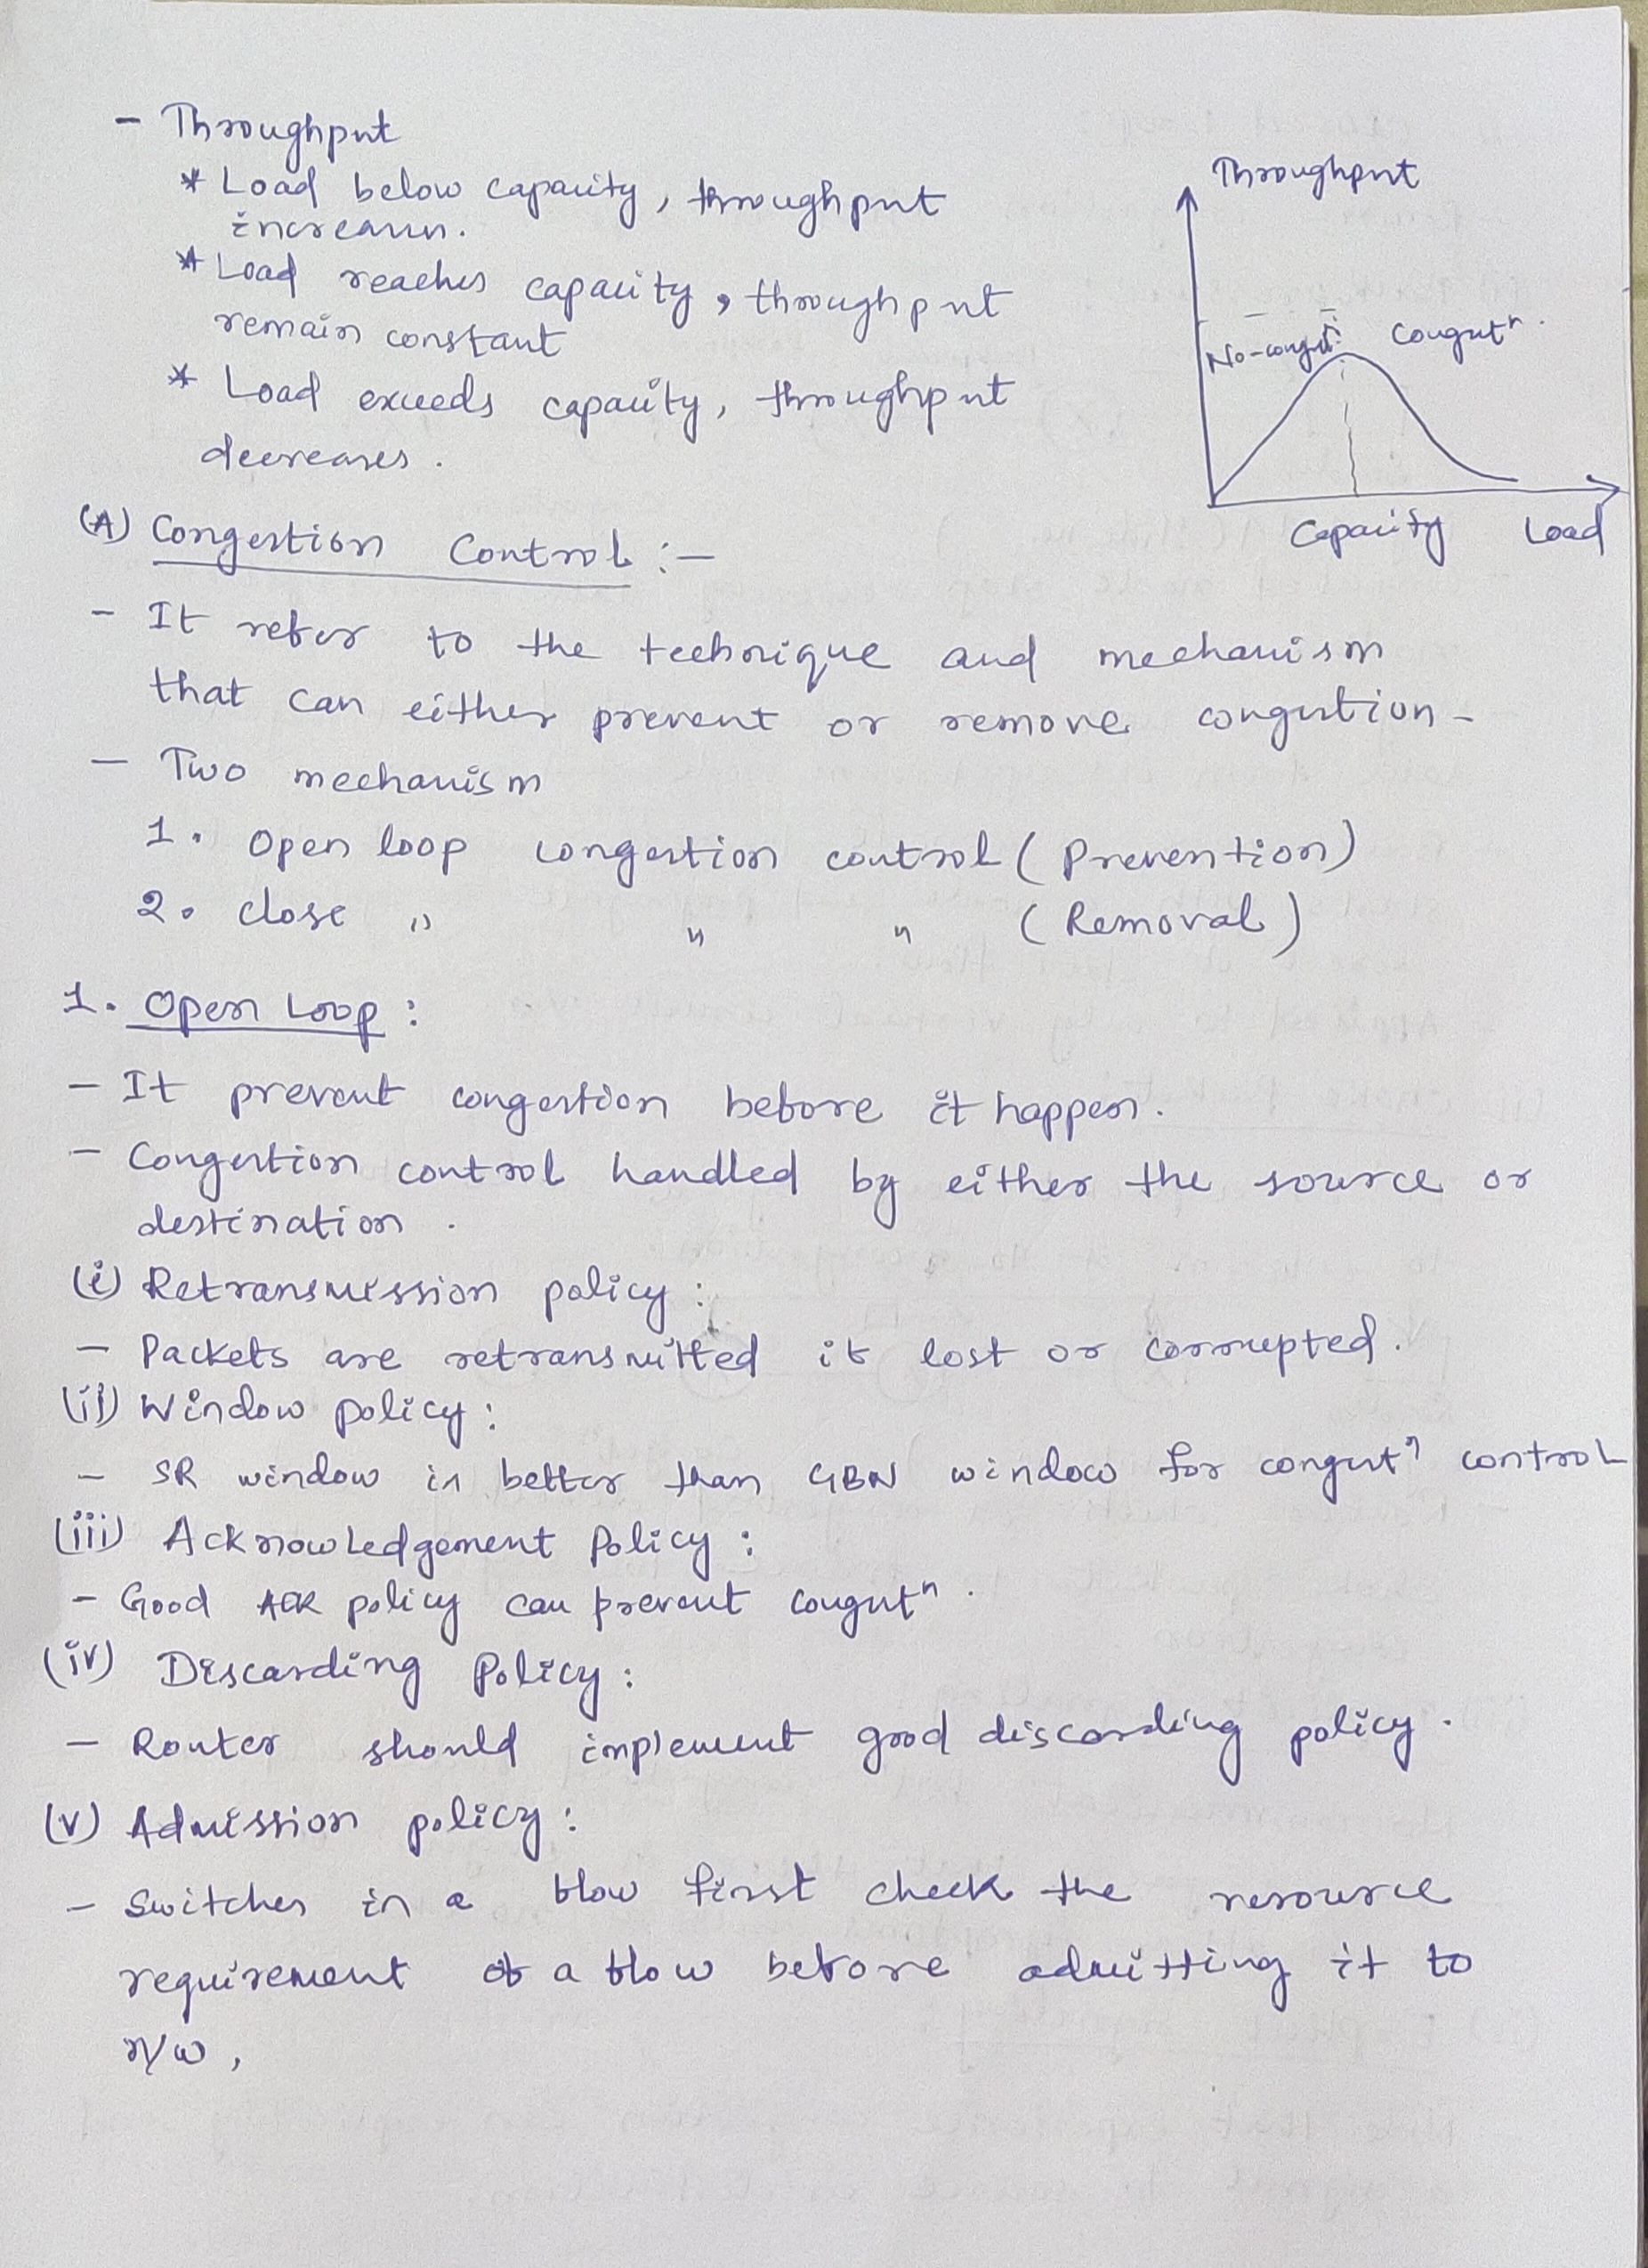 - Throughput
* Load below capacity, throughput
increases.
* Load reaches capacity, throughput
remain constant
* Load exceeds capacity, throughput
decreases.
Throughput
No-congestⁿ
Congestⁿ.
Capacity
Load
(A) Congestion Control :-
- It refer to the technique and mechanism
that can either prevent or remove congestion -
- Two mechanism
1. Open loop congestion control (Prevention)
2. close " " " (Removal)
1. Open Loop :
- It prevent congestion before it happen.
- Congestion control handled by either the source or
destination.
(i) Retransmission policy :
- Packets are retransmitted if lost or corrupted.
(ii) Window policy :
- SR window is better than GBN window for congestⁿ control
(iii) Acknowledgement Policy :
- Good ACK policy can prevent congestⁿ.
(iv) Discarding Policy :
- Router should implement good discarding policy.
(v) Admission policy :
- Switches in a flow first check the resource
requirement of a flow before admitting it to
n/w,